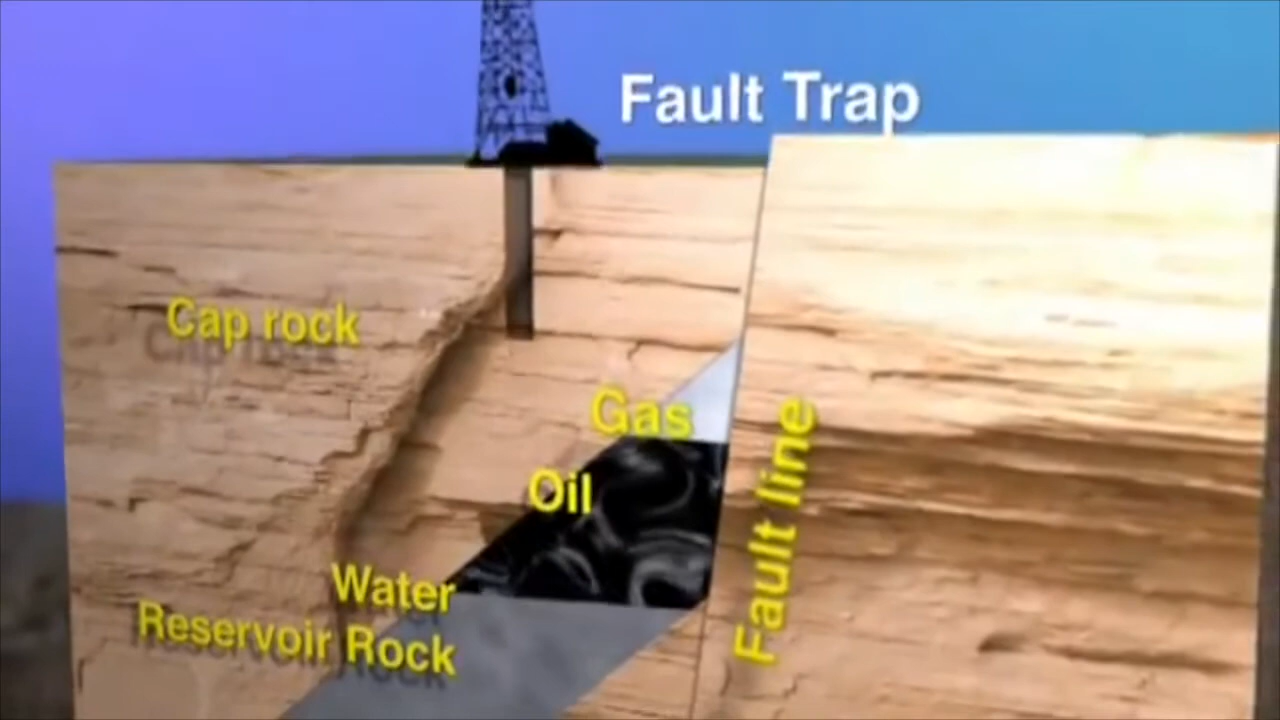 Fault Trap
Cap rock
Gas
Oil
Fault line
Water
Reservoir Rock